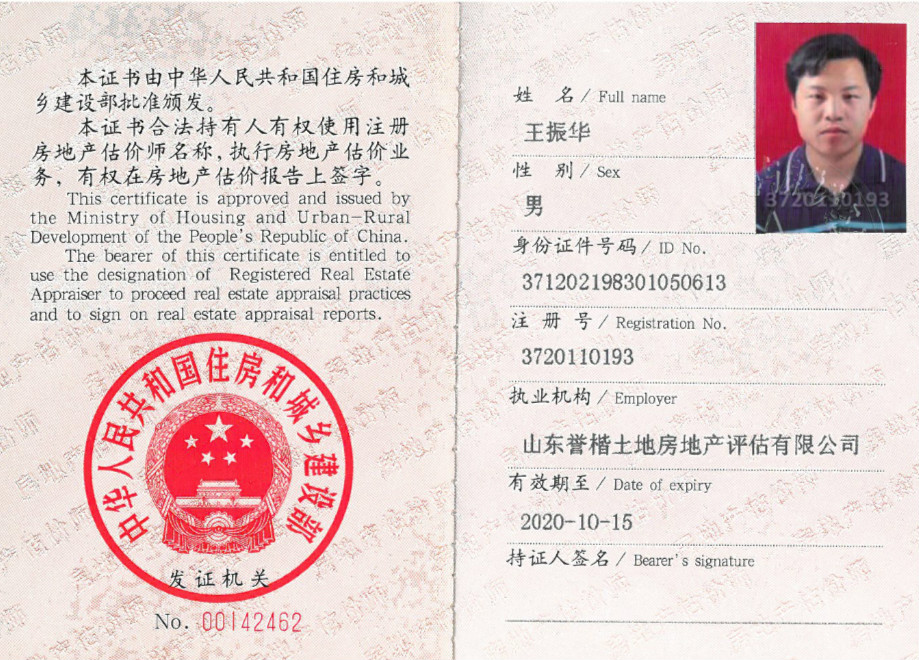 本证书由中华人民共和国住房和城
乡建设部批准颁发。
本证书合法持有人有权使用注册
房地产估价师名称，执行房地产估价业
务，有权在房地产估价报告上签字。
This certificate is approved and issued by
the Ministry of Housing and Urban-Rural
Development of the People's Republic of China.
The bearer of this certificate is entitled to
use the designation of Registered Real Estate
Appraiser to proceed real estate appraisal practices
and to sign on real estate appraisal reports.
中华人民共和国住房和城乡建设部
发证机关
No. 00142462
姓 名 / Full name
王振华
性 别 / Sex
男
身份证件号码 / ID No.
371202198301050613
注 册 号 / Registration No.
3720110193
执业机构 / Employer
山东誉楷土地房地产评估有限公司
有效期至 / Date of expiry
2020-10-15
持证人签名 / Bearer's signature
3720110193